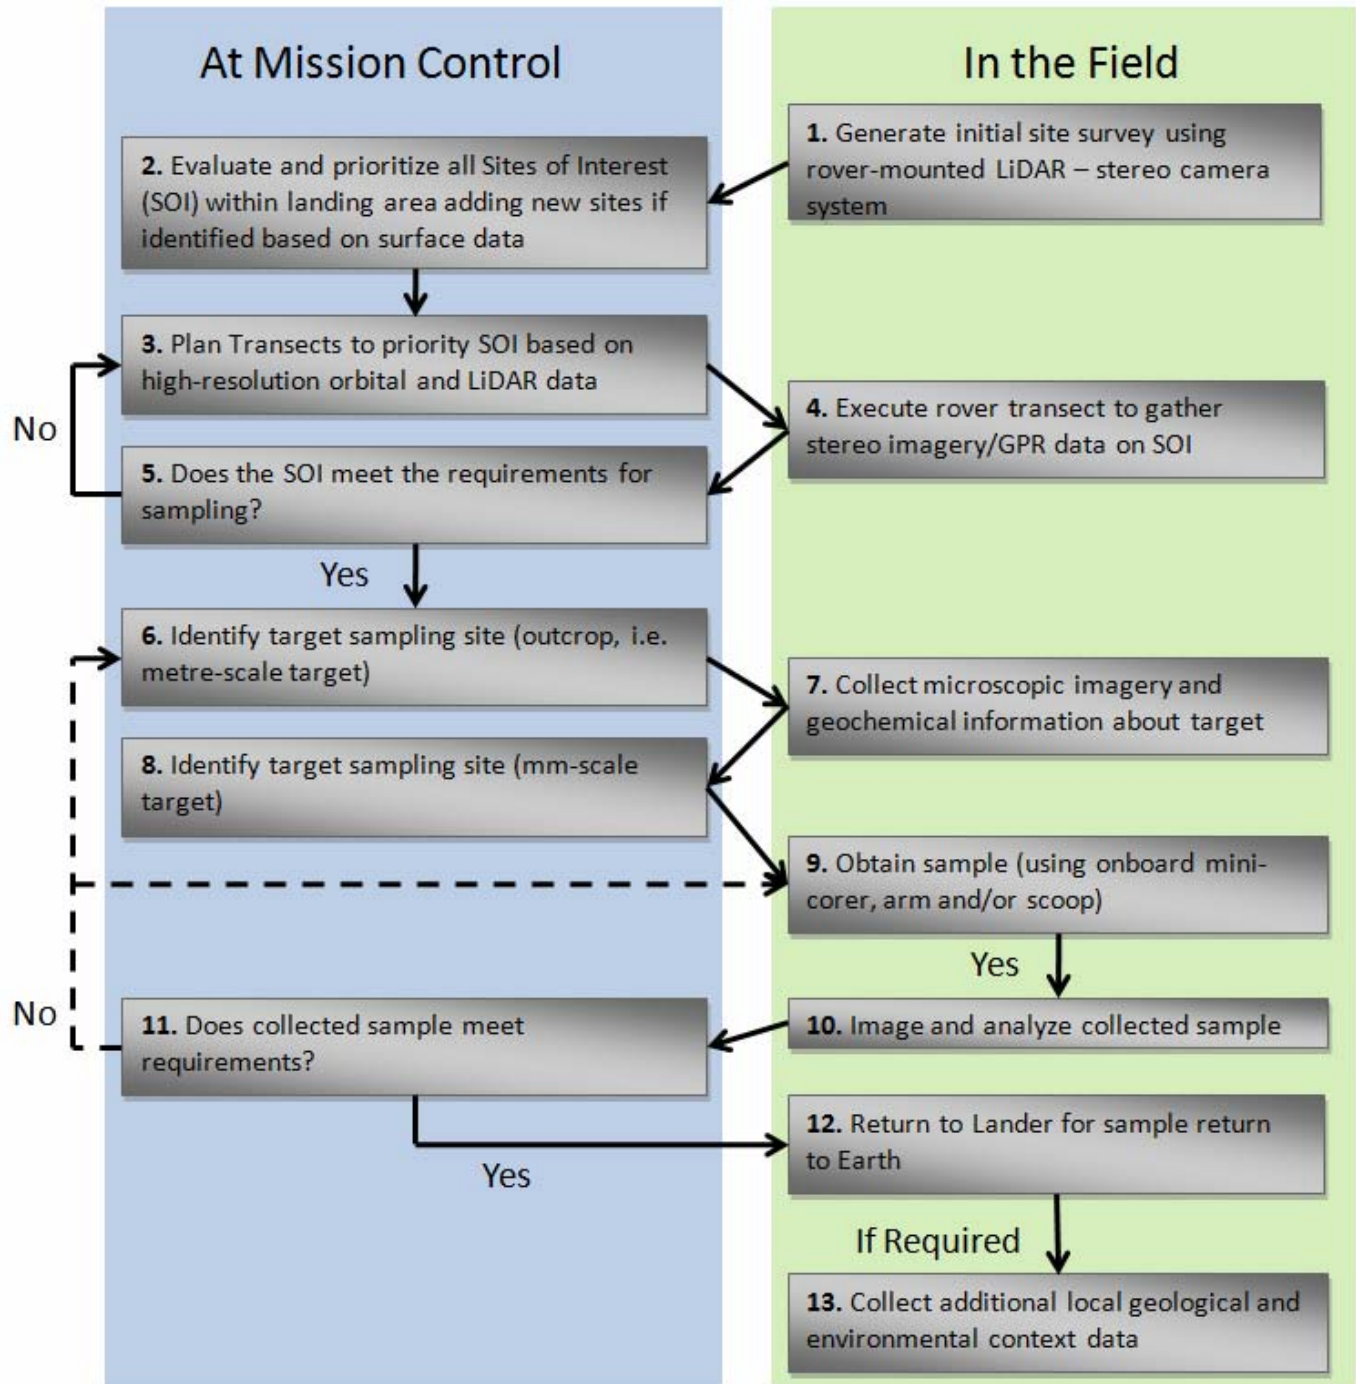 At Mission Control
In the Field
1. Generate initial site survey using
rover-mounted LiDAR – stereo camera
system
2. Evaluate and prioritize all Sites of Interest
(SOI) within landing area adding new sites if
identified based on surface data
3. Plan Transects to priority SOI based on
high-resolution orbital and LiDAR data
4. Execute rover transect to gather
stereo imagery/GPR data on SOI
No
5. Does the SOI meet the requirements for
sampling?
Yes
6. Identify target sampling site (outcrop, i.e.
metre-scale target)
7. Collect microscopic imagery and
geochemical information about target
8. Identify target sampling site (mm-scale
target)
9. Obtain sample (using onboard mini-
corer, arm and/or scoop)
Yes
10. Image and analyze collected sample
No
11. Does collected sample meet
requirements?
Yes
12. Return to Lander for sample return
to Earth
If Required
13. Collect additional local geological and
environmental context data